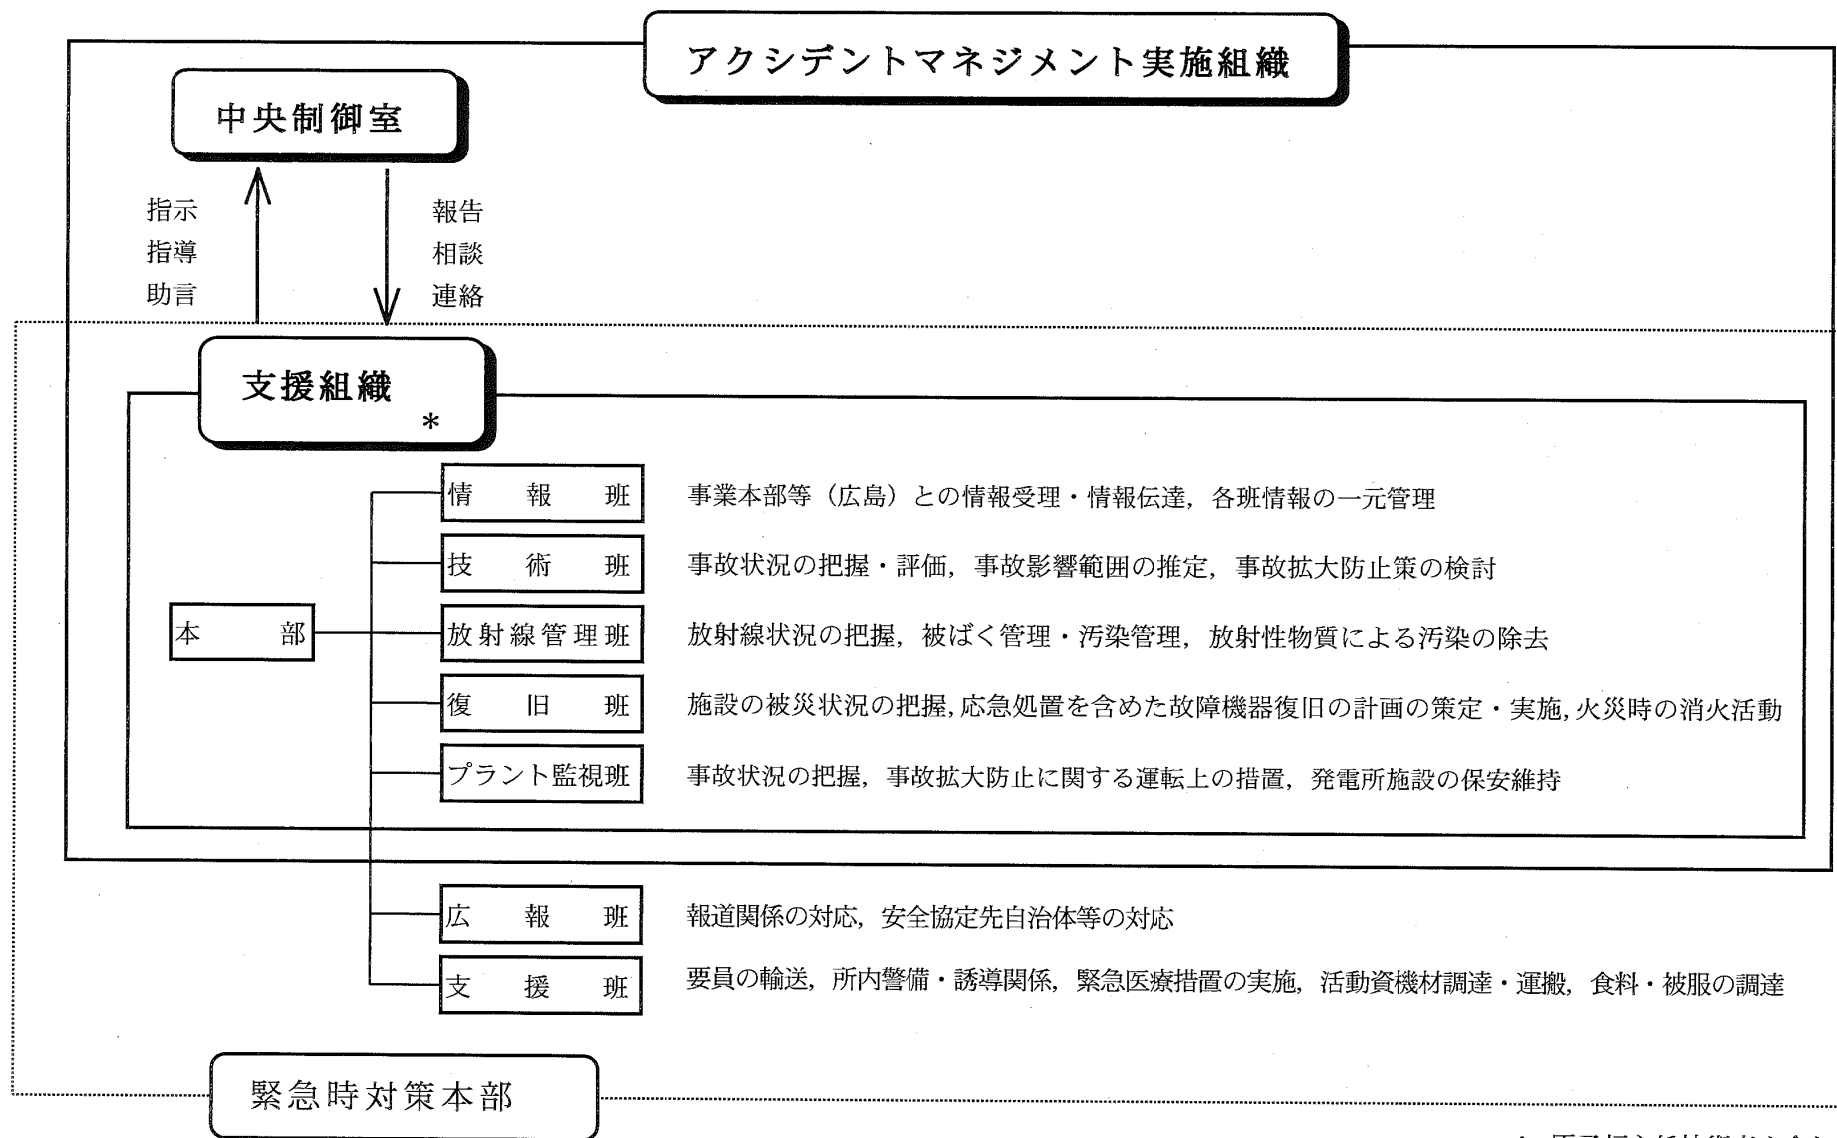 アクシデントマネジメント実施組織
中央制御室
指示
指導
助言
報告
相談
連絡
支援組織
*
本部
情報班 事業本部等（広島）との情報受理・情報伝達，各班情報の一元管理
技術班 事故状況の把握・評価，事故影響範囲の推定，事故拡大防止策の検討
放射線管理班 放射線状況の把握，被ばく管理・汚染管理，放射性物質による汚染の除去
復旧班 施設の被災状況の把握，応急処置を含めた故障機器復旧の計画の策定・実施，火災時の消火活動
プラント監視班 事故状況の把握，事故拡大防止に関する運転上の措置，発電所施設の保安維持
広報班 報道関係の対応，安全協定先自治体等の対応
支援班 要員の輸送，所内警備・誘導関係，緊急医療措置の実施，活動資機材調達・運搬，食料・被服の調達
緊急時対策本部